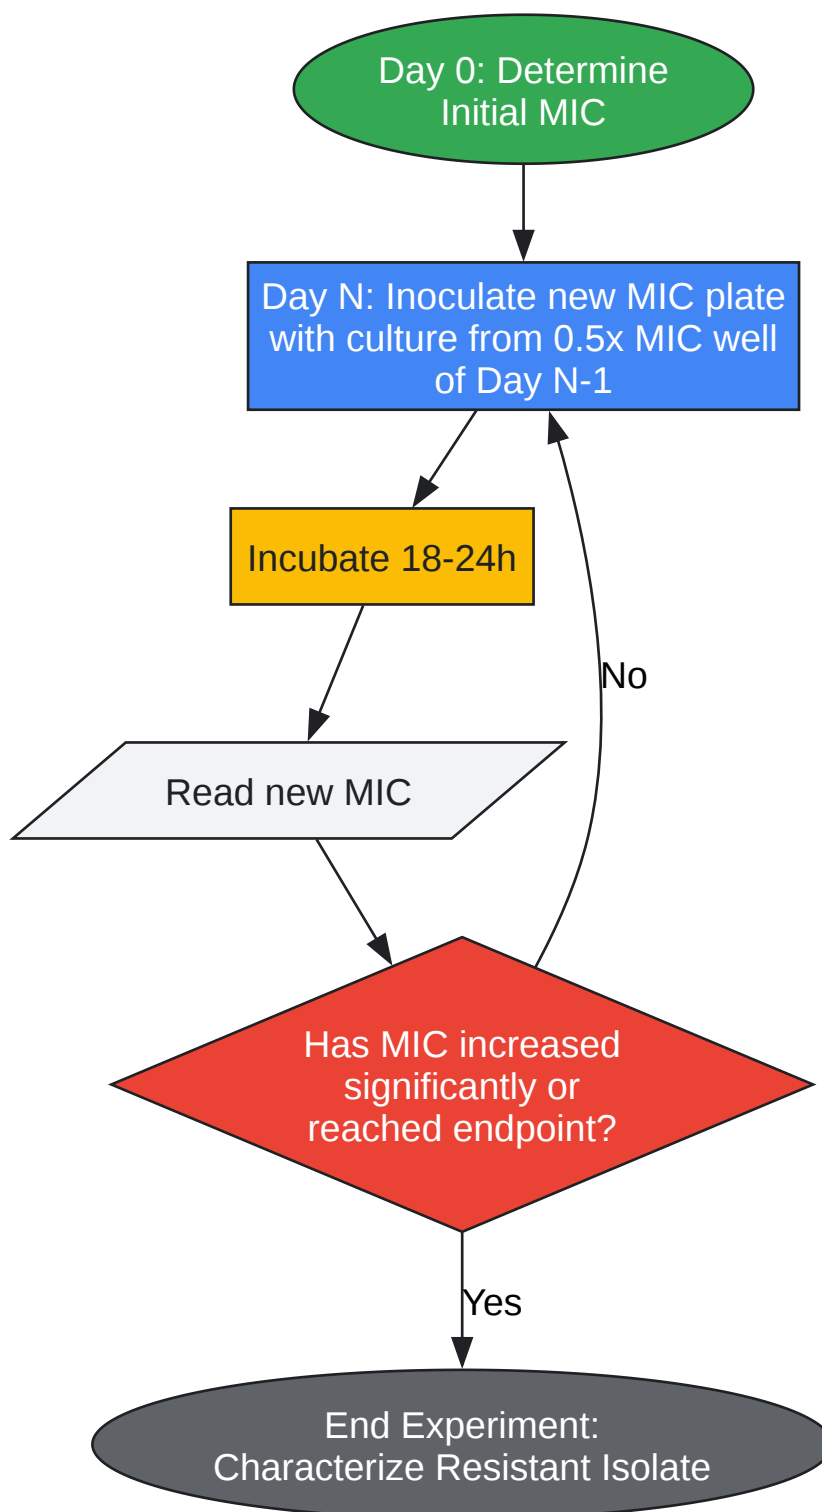 Day 0: Determine
Initial MIC
Day N: Inoculate new MIC plate
with culture from 0.5x MIC well
of Day N-1
Incubate 18-24h
No
Read new MIC
Has MIC increased
significantly or
reached endpoint?
Yes
End Experiment:
Characterize Resistant Isolate